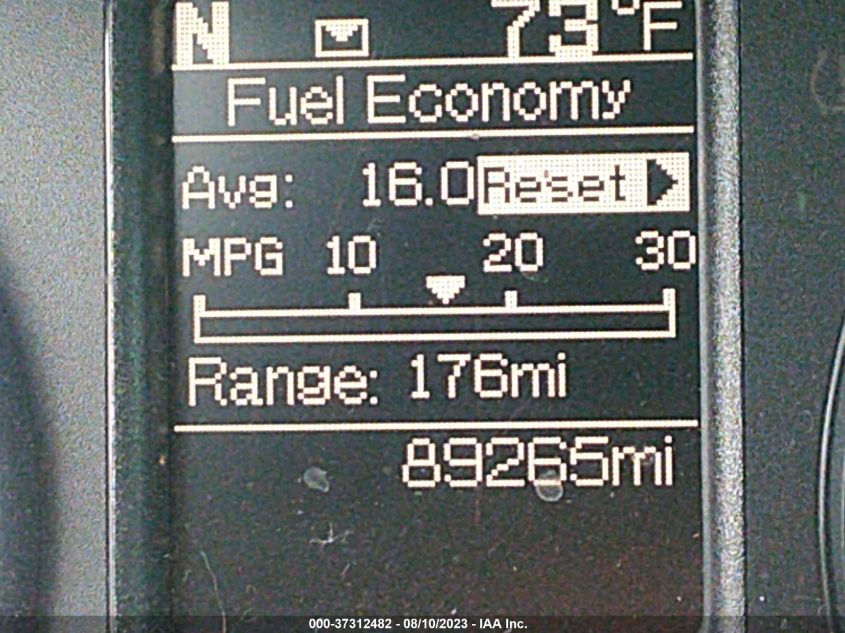 N 73°F
Fuel Economy
Avg: 16.0 Reset
MPG 10 20 30
Range: 176mi
89265mi
000-37312482 - 08/10/2023 - IAA Inc.